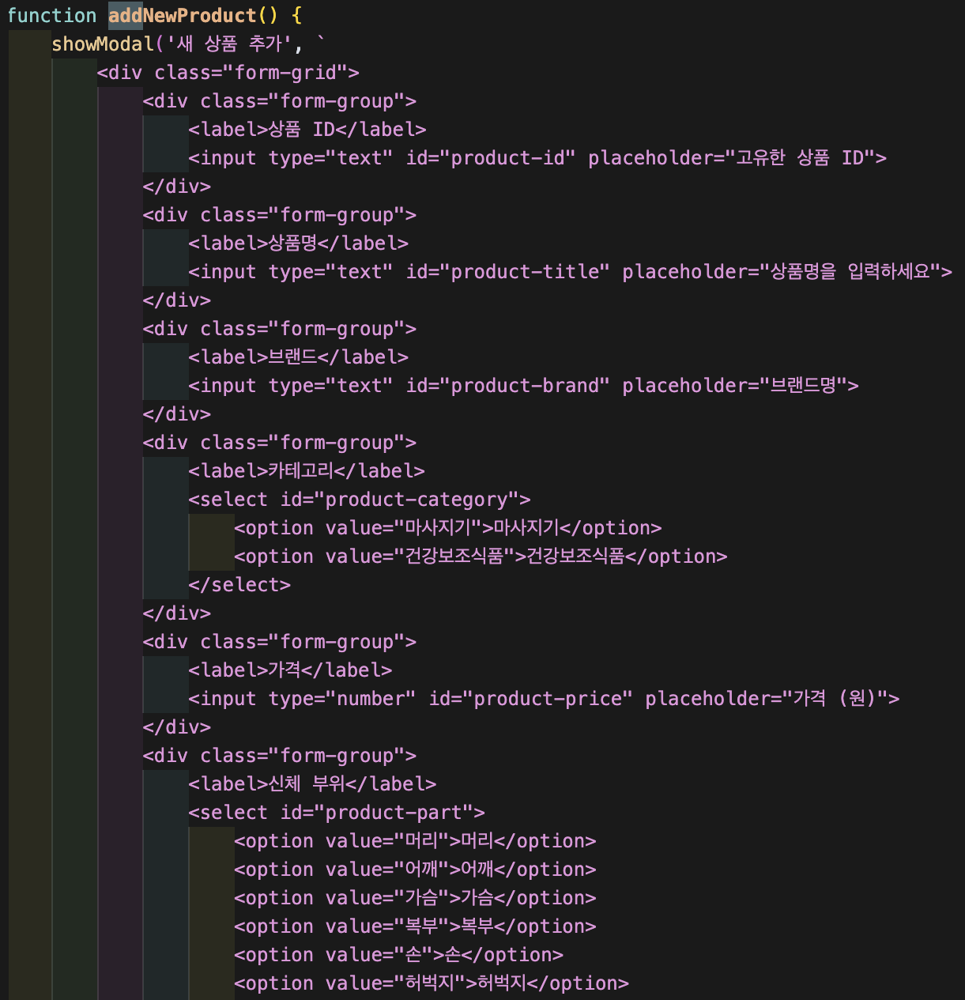 function addNewProduct() {
showModal('새 상품 추가', `
<div class="form-grid">
<div class="form-group">
<label>상품 ID</label>
<input type="text" id="product-id" placeholder="고유한 상품 ID">
</div>
<div class="form-group">
<label>상품명</label>
<input type="text" id="product-title" placeholder="상품명을 입력하세요">
</div>
<div class="form-group">
<label>브랜드</label>
<input type="text" id="product-brand" placeholder="브랜드명">
</div>
<div class="form-group">
<label>카테고리</label>
<select id="product-category">
<option value="마사지기">마사지기</option>
<option value="건강보조식품">건강보조식품</option>
</select>
</div>
<div class="form-group">
<label>가격</label>
<input type="number" id="product-price" placeholder="가격 (원)">
</div>
<div class="form-group">
<label>신체 부위</label>
<select id="product-part">
<option value="머리">머리</option>
<option value="어깨">어깨</option>
<option value="가슴">가슴</option>
<option value="복부">복부</option>
<option value="손">손</option>
<option value="허벅지">허벅지</option>